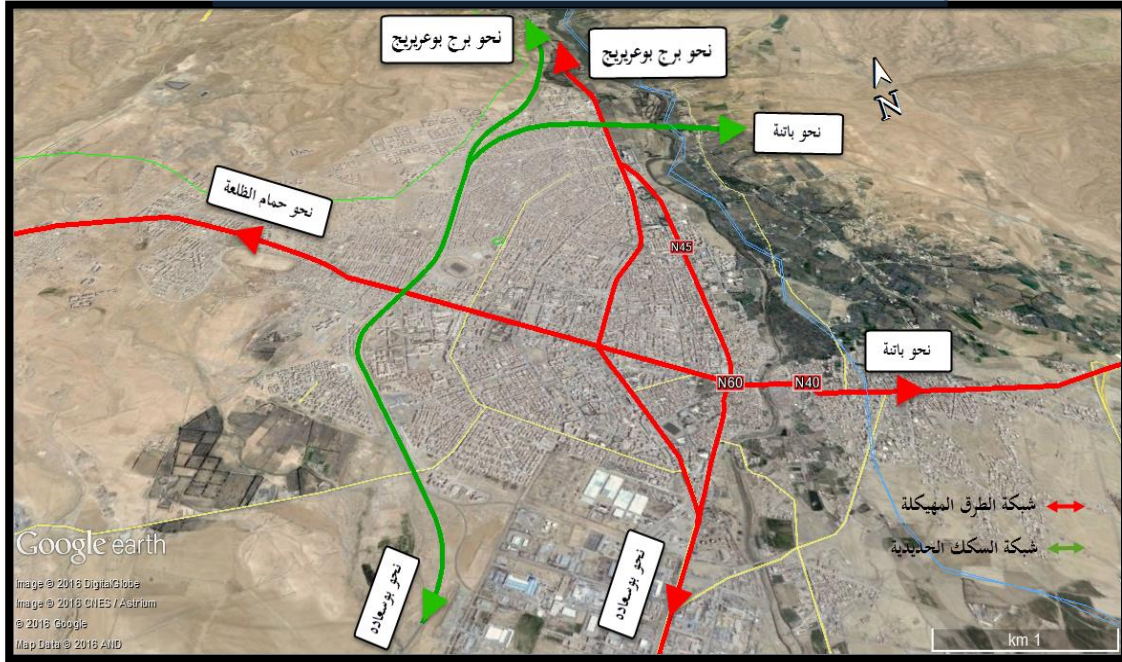 نحو برج بوعريريج
نحو برج بوعريريج
N
نحو باتنة
نحو حمام الظلعة
N45
نحو باتنة
N60
N40
شبكة الطرق المهيكلة
شبكة السكك الحديدية
نحو بوسعاده
نحو بوسعاده
Google earth
Image © 2016 DigitalGlobe
Image © 2016 CNES / Astrium
© 2016 Google
Map Data © 2016 AND
km 1